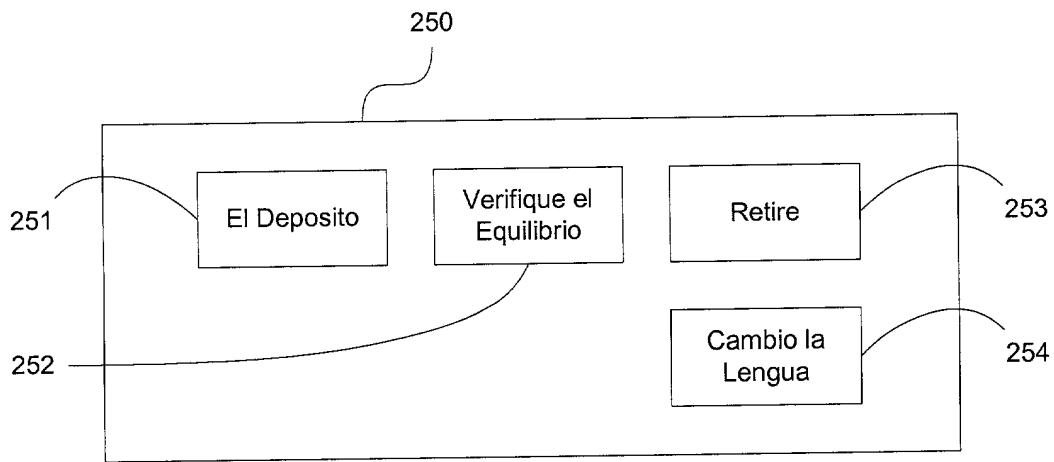 250
251
El Deposito
Verifique el
Equilibrio
Retire
253
252
Cambio la
Lengua
254